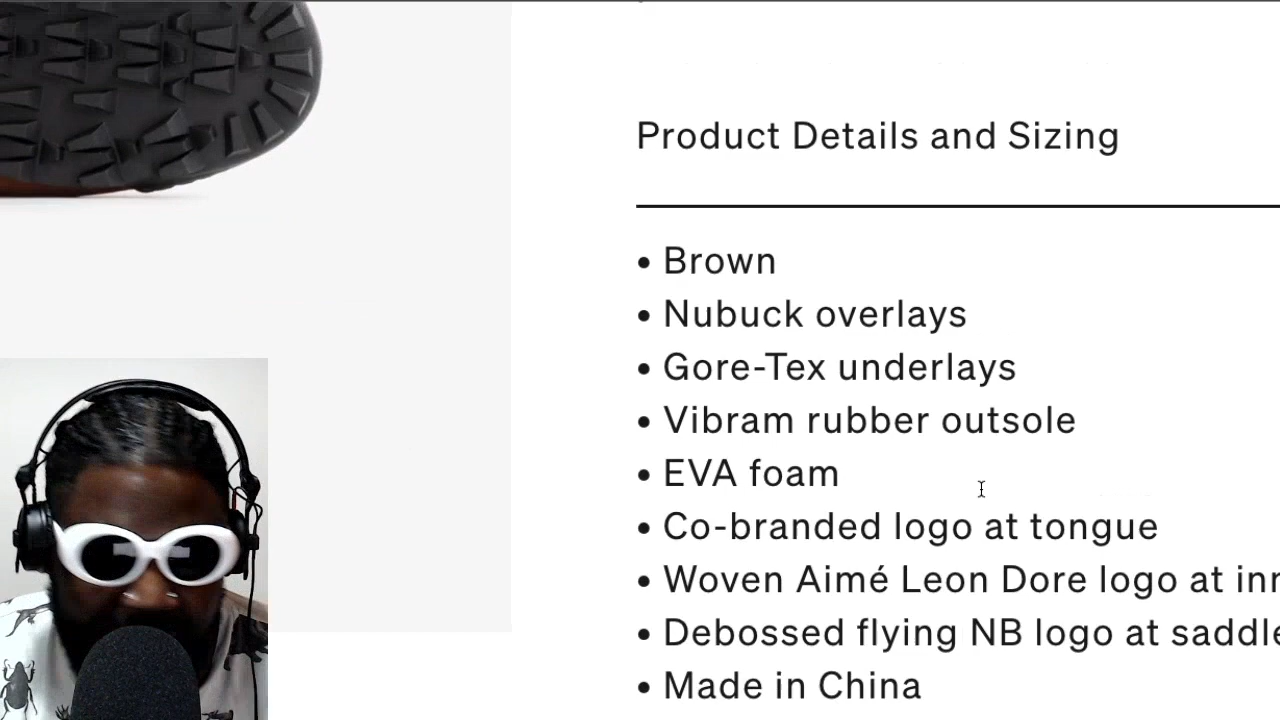 Product Details and Sizing
• Brown
• Nubuck overlays
• Gore-Tex underlays
• Vibram rubber outsole
• EVA foam
• Co-branded logo at tongue
• Woven Aimé Leon Dore logo at
• Debossed flying NB logo at
• Made in China